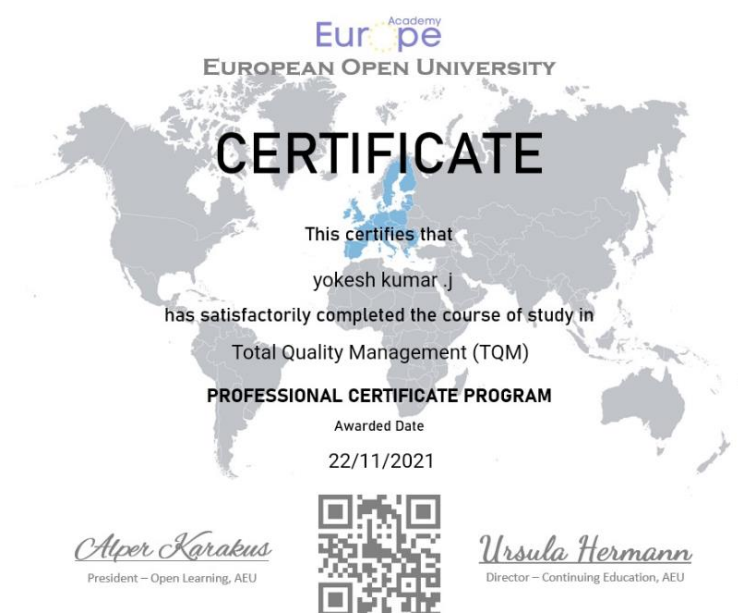 Academy
Eur pe
EUROPEAN OPEN UNIVERSITY
CERTIFICATE
This certifies that
yokesh kumar .j
has satisfactorily completed the course of study in
Total Quality Management (TQM)
PROFESSIONAL CERTIFICATE PROGRAM
Awarded Date
22/11/2021
Alper Karakus
President – Open Learning, AEU
Ursula Hermann
Director – Continuing Education, AEU